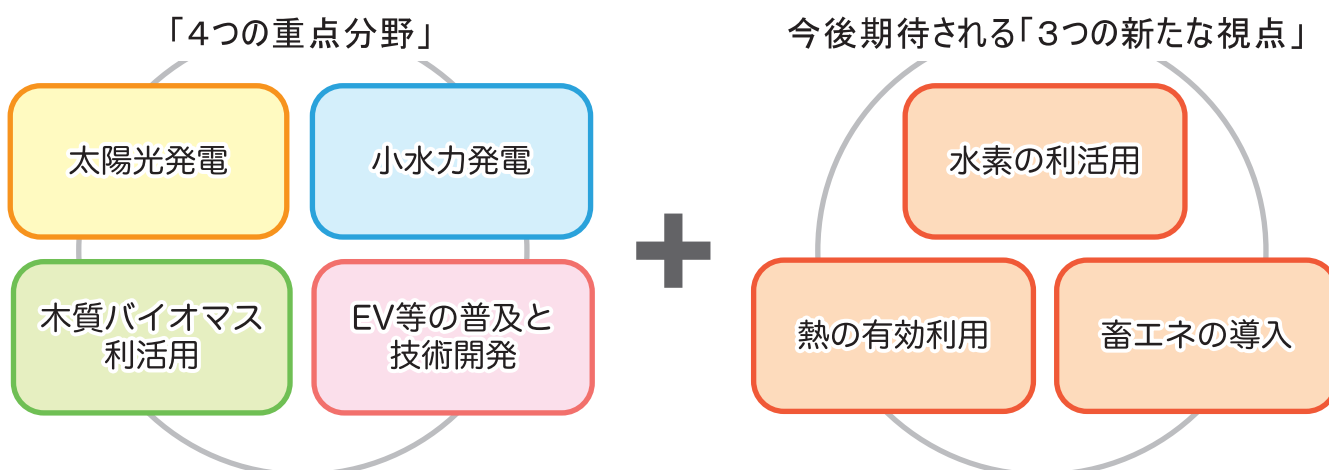 「4つの重点分野」
太陽光発電
小水力発電
木質バイオマス
利活用
EV等の普及と
技術開発
+
今後期待される「3つの新たな視点」
水素の利活用
熱の有効利用
畜エネの導入